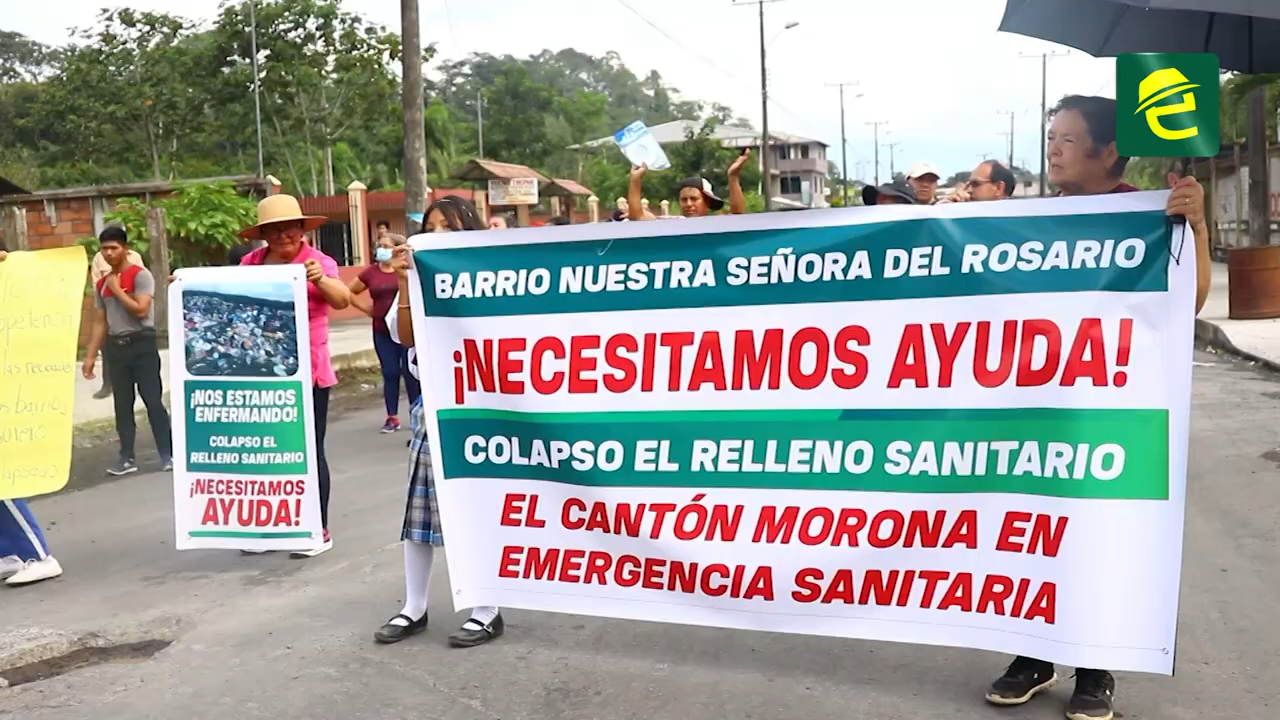 BARRIO NUESTRA SEÑORA DEL ROSARIO
¡NECESITAMOS AYUDA!
COLAPSO EL RELLENO SANITARIO
EL CANTÓN MORONA EN
EMERGENCIA SANITARIA
¡NOS ESTAMOS
ENFERMANDO!
COLAPSO EL
RELLENO SANITARIO
¡NECESITAMOS
AYUDA!